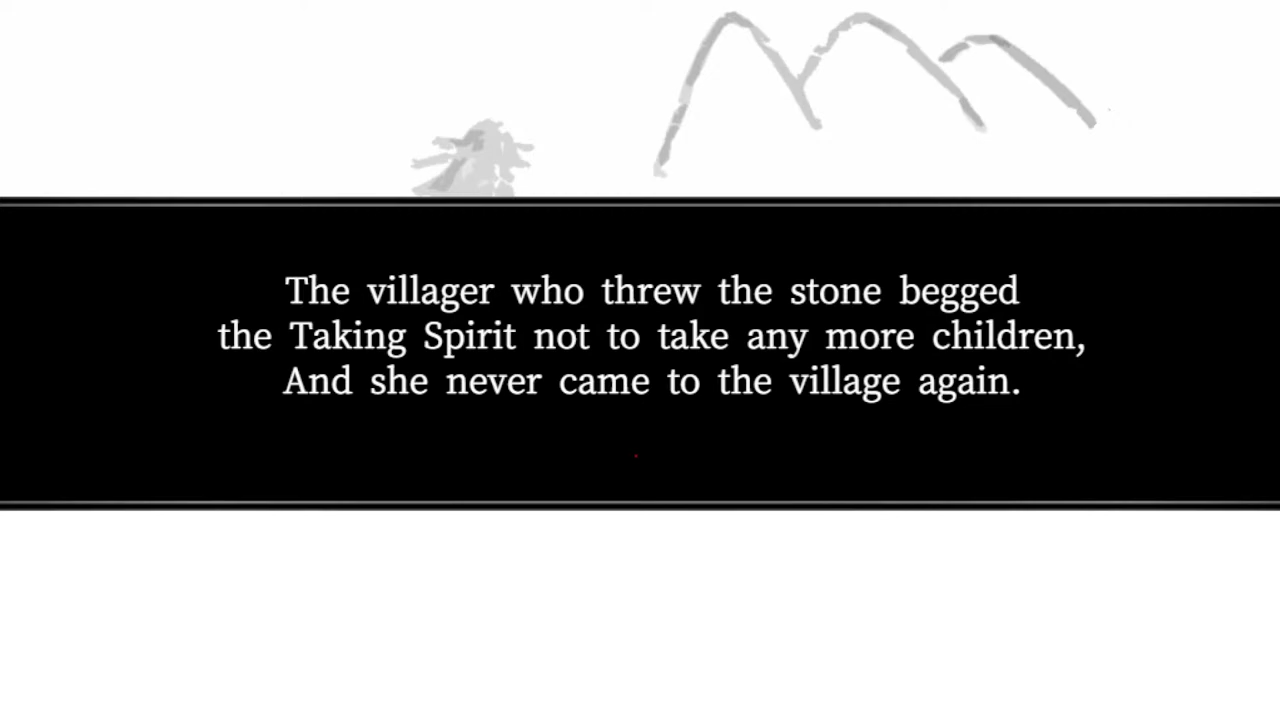 The villager who threw the stone begged
the Taking Spirit not to take any more children,
And she never came to the village again.